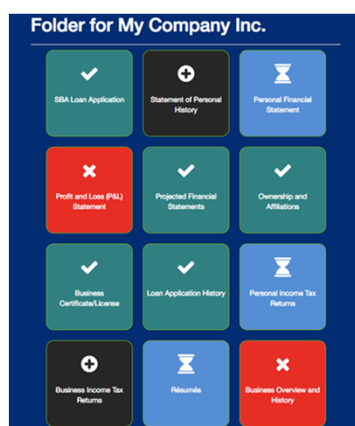 Folder for My Company Inc.
SBA Loan Application
Statement of Personal
History
Personal Financial
Statement
Profit and Loss (P&L)
Statement
Projected Financial
Statements
Ownership and
Affiliations
Business
Certificate/License
Loan Application History
Personal Income Tax
Returns
Business Income Tax
Returns
Résumés
Business Overview and
History